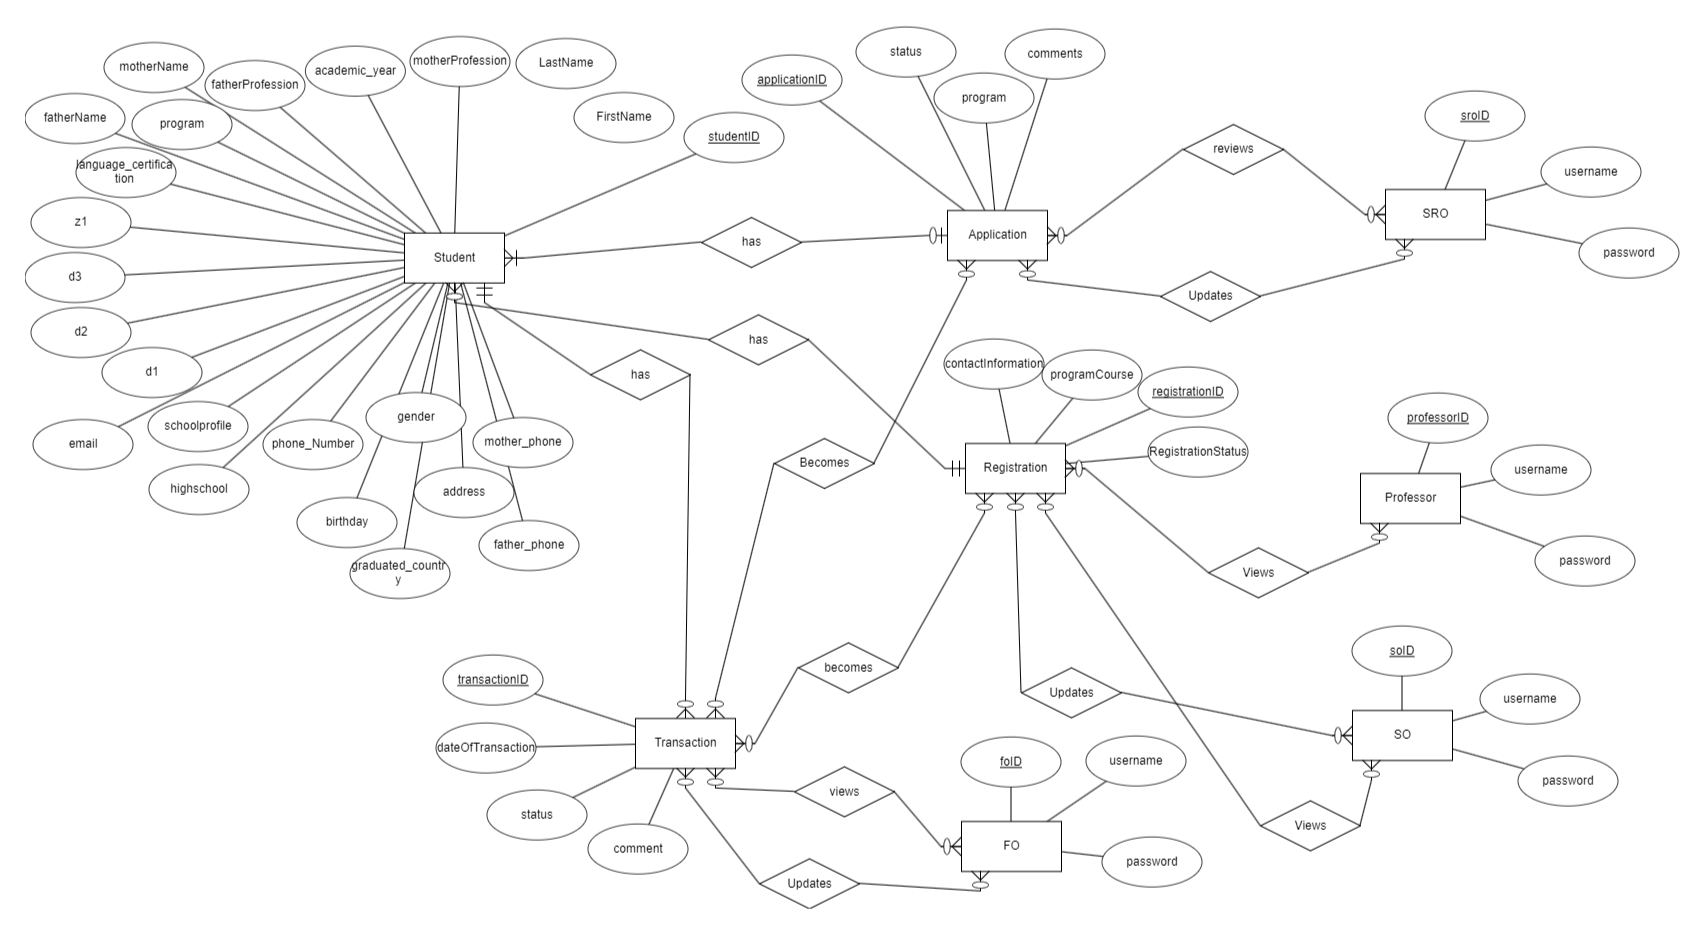 motherName
fatherProfession
academic_year
motherProfession
LastName
fatherName
program
FirstName
studentID
language_certifica
tion
z1
d3
d2
d1
email
schoolprofile
highschool
phone_Number
birthday
gender
graduated_countr
y
address
mother_phone
father_phone
Student
has
has
has
applicationID
status
program
comments
Application
reviews
Updates
sroID
username
password
SRO
Becomes
contactInformation
programCourse
registrationID
RegistrationStatus
Registration
professorID
username
password
Professor
Views
becomes
Updates
Views
soID
username
password
SO
transactionID
dateOfTransaction
status
comment
Transaction
views
Updates
foID
username
password
FO